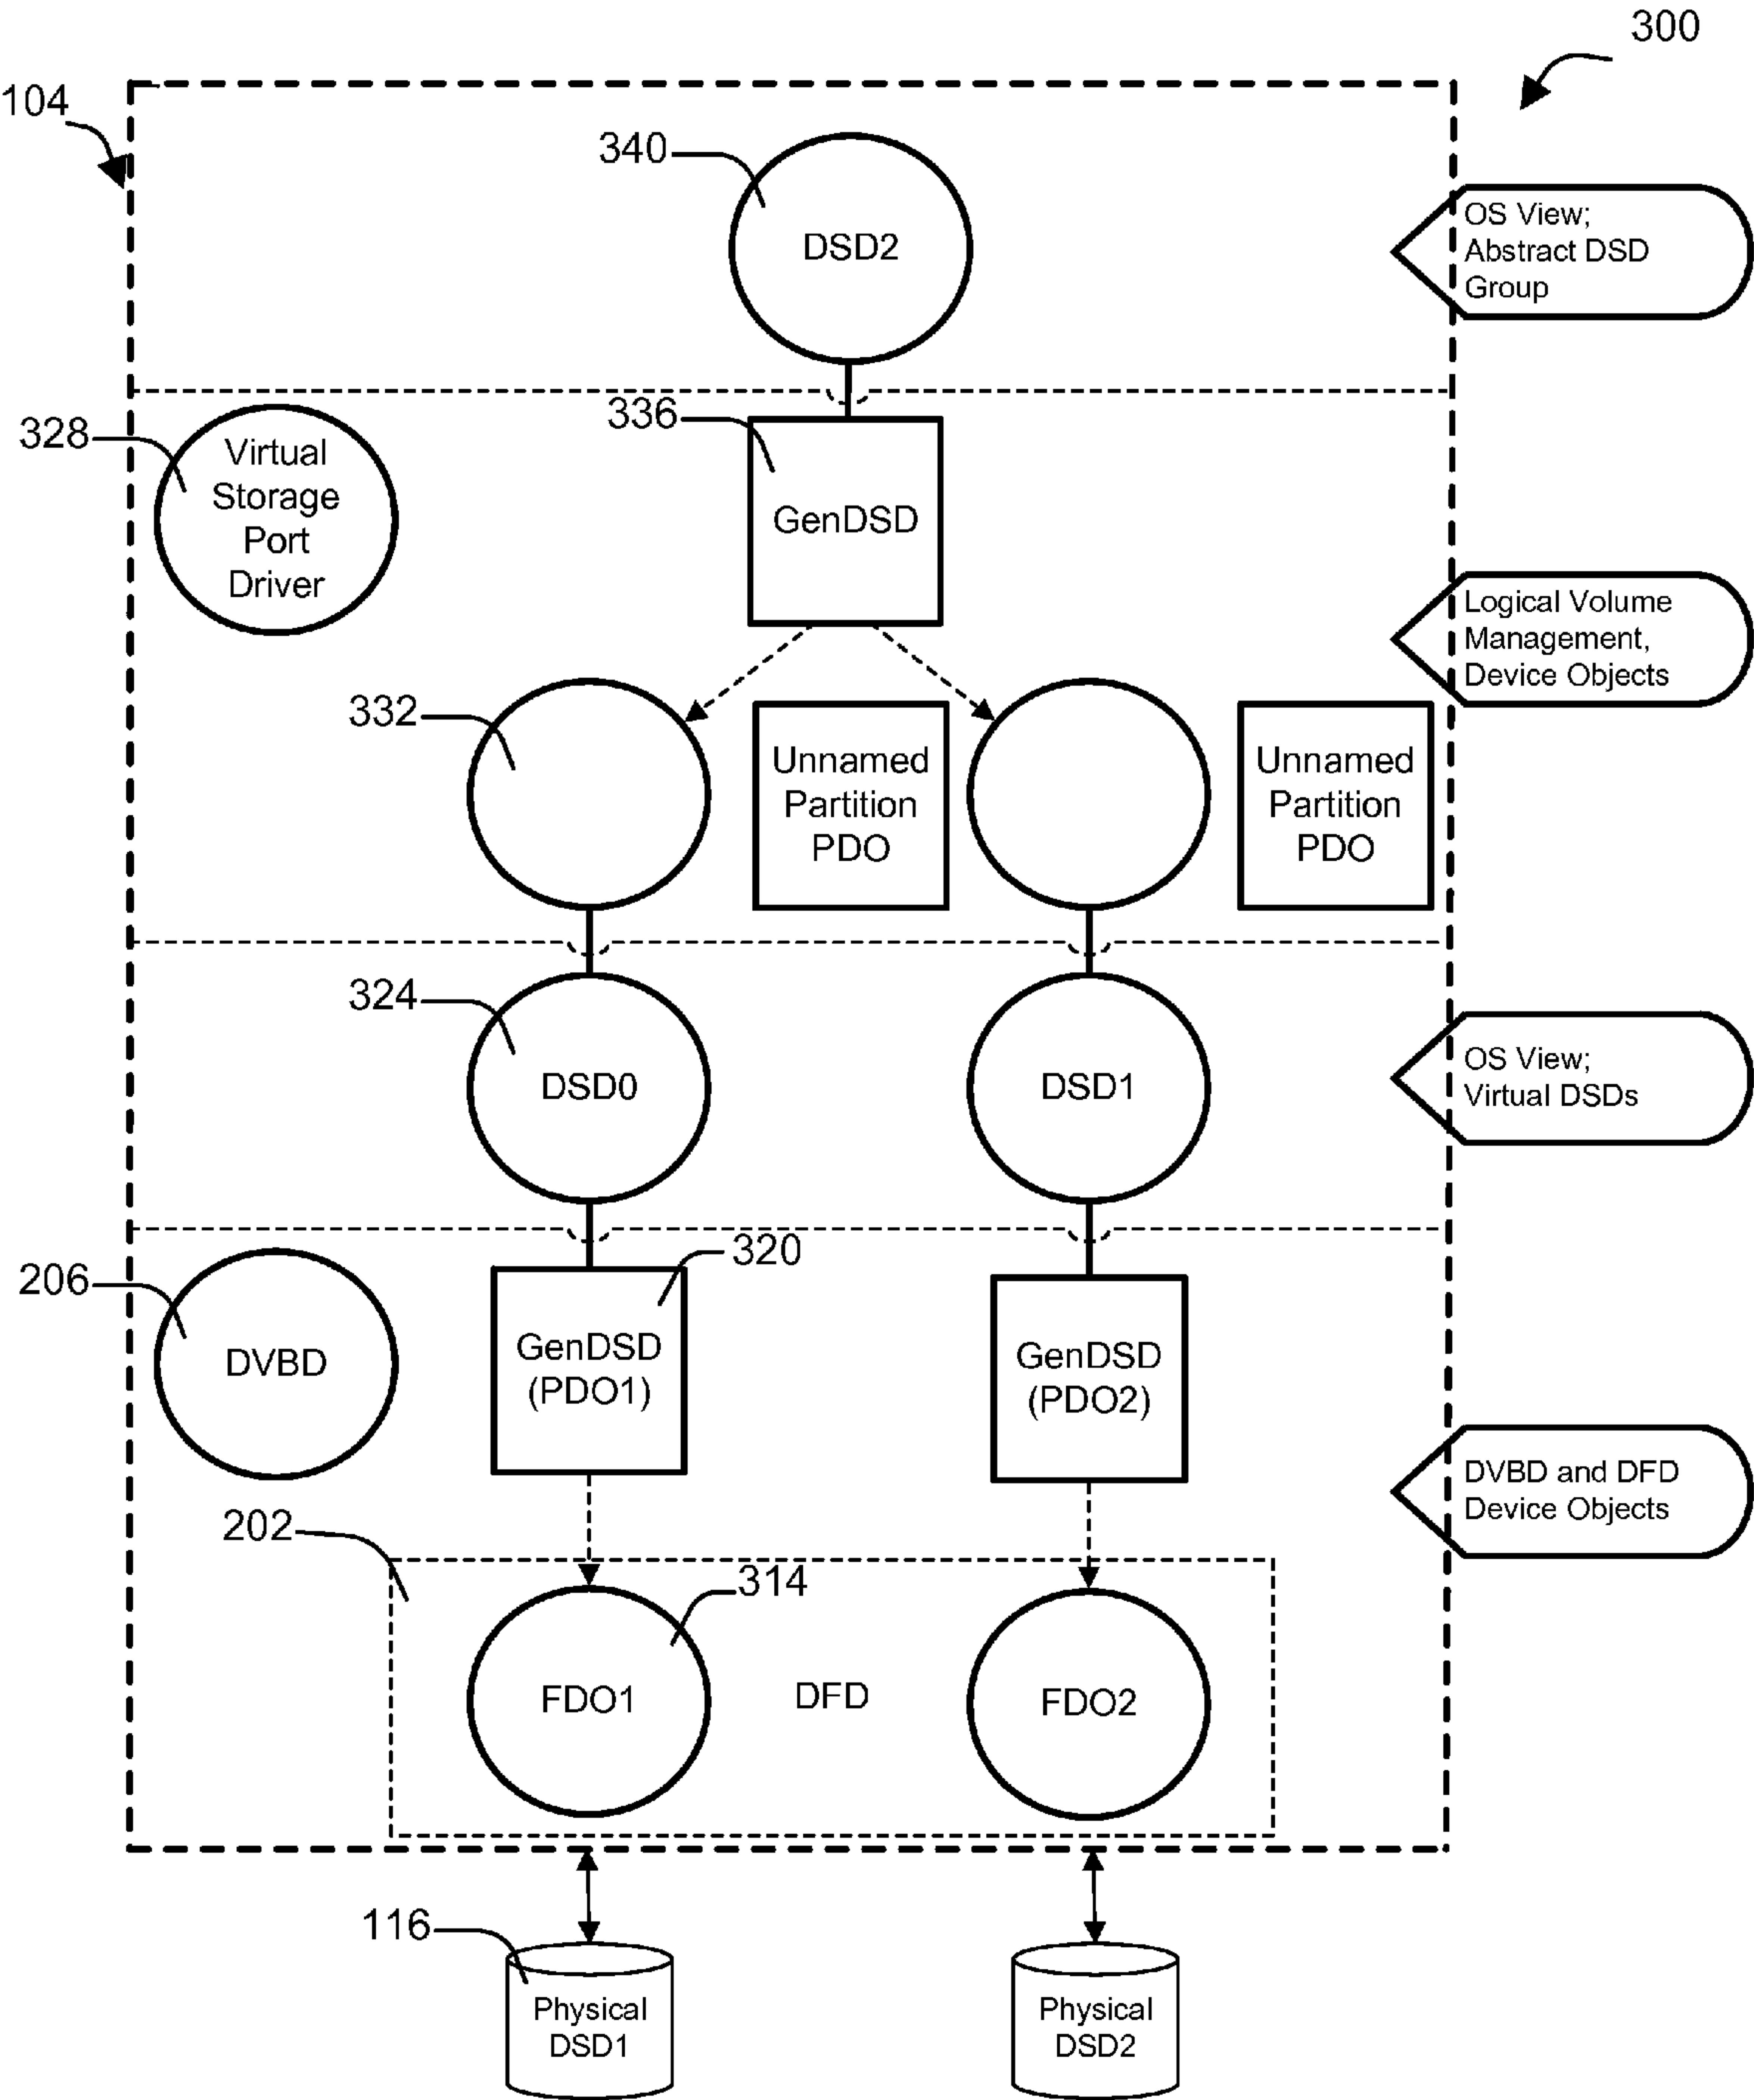 300
104
340
DSD2
OS View;
Abstract DSD
Group
336
328
Virtual
Storage
Port
Driver
GenDSD
Logical Volume
Management,
Device Objects
332
Unnamed
Partition
PDO
Unnamed
Partition
PDO
324
DSD0
DSD1
OS View;
Virtual DSDs
320
206
DVBD
GenDSD
(PDO1)
GenDSD
(PDO2)
DVBD and DFD
Device Objects
202
314
FDO1
DFD
FDO2
116
Physical
DSD1
Physical
DSD2